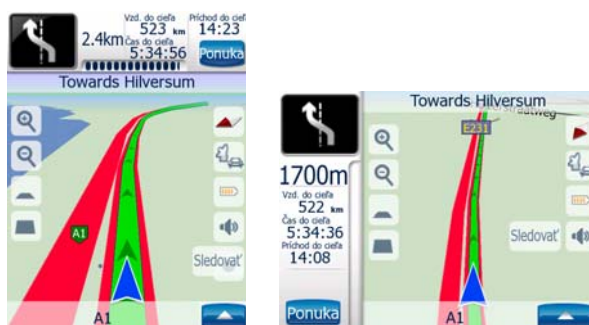 Vzd. do cieľa
523 km
Príchod do cieľ
14:23
2.4km
Čas do cieľa
5:34:56
Ponuka
Towards Hilversum
A1
Sledovať
A1
Towards Hilversum
E231
1700m
Vzd. do cieľa
522 km
Čas do cieľa
5:34:36
Príchod do cieľa
14:08
Sledovať
Ponuka
A1